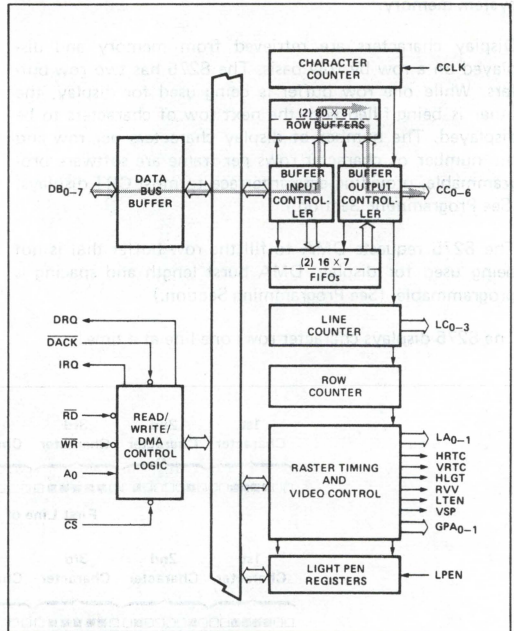 CHARACTER
COUNTER
CCLK
(2) 80 × 8
ROW BUFFERS
BUFFER
INPUT
CONTROL-
LER
BUFFER
OUTPUT
CONTROL-
LER
CC0-6
DB0-7
DATA
BUS
BUFFER
(2) 16 × 7
FIFOs
LINE
COUNTER
LC0-3
ROW
COUNTER
DRQ
DACK
IRQ
RD
WR
A0
CS
READ/
WRITE/
DMA
CONTROL
LOGIC
RASTER TIMING
AND
VIDEO CONTROL
LA0-1
HRTC
VRTC
HLGT
RVV
LTEN
VSP
GPA0-1
LIGHT PEN
REGISTERS
LPEN